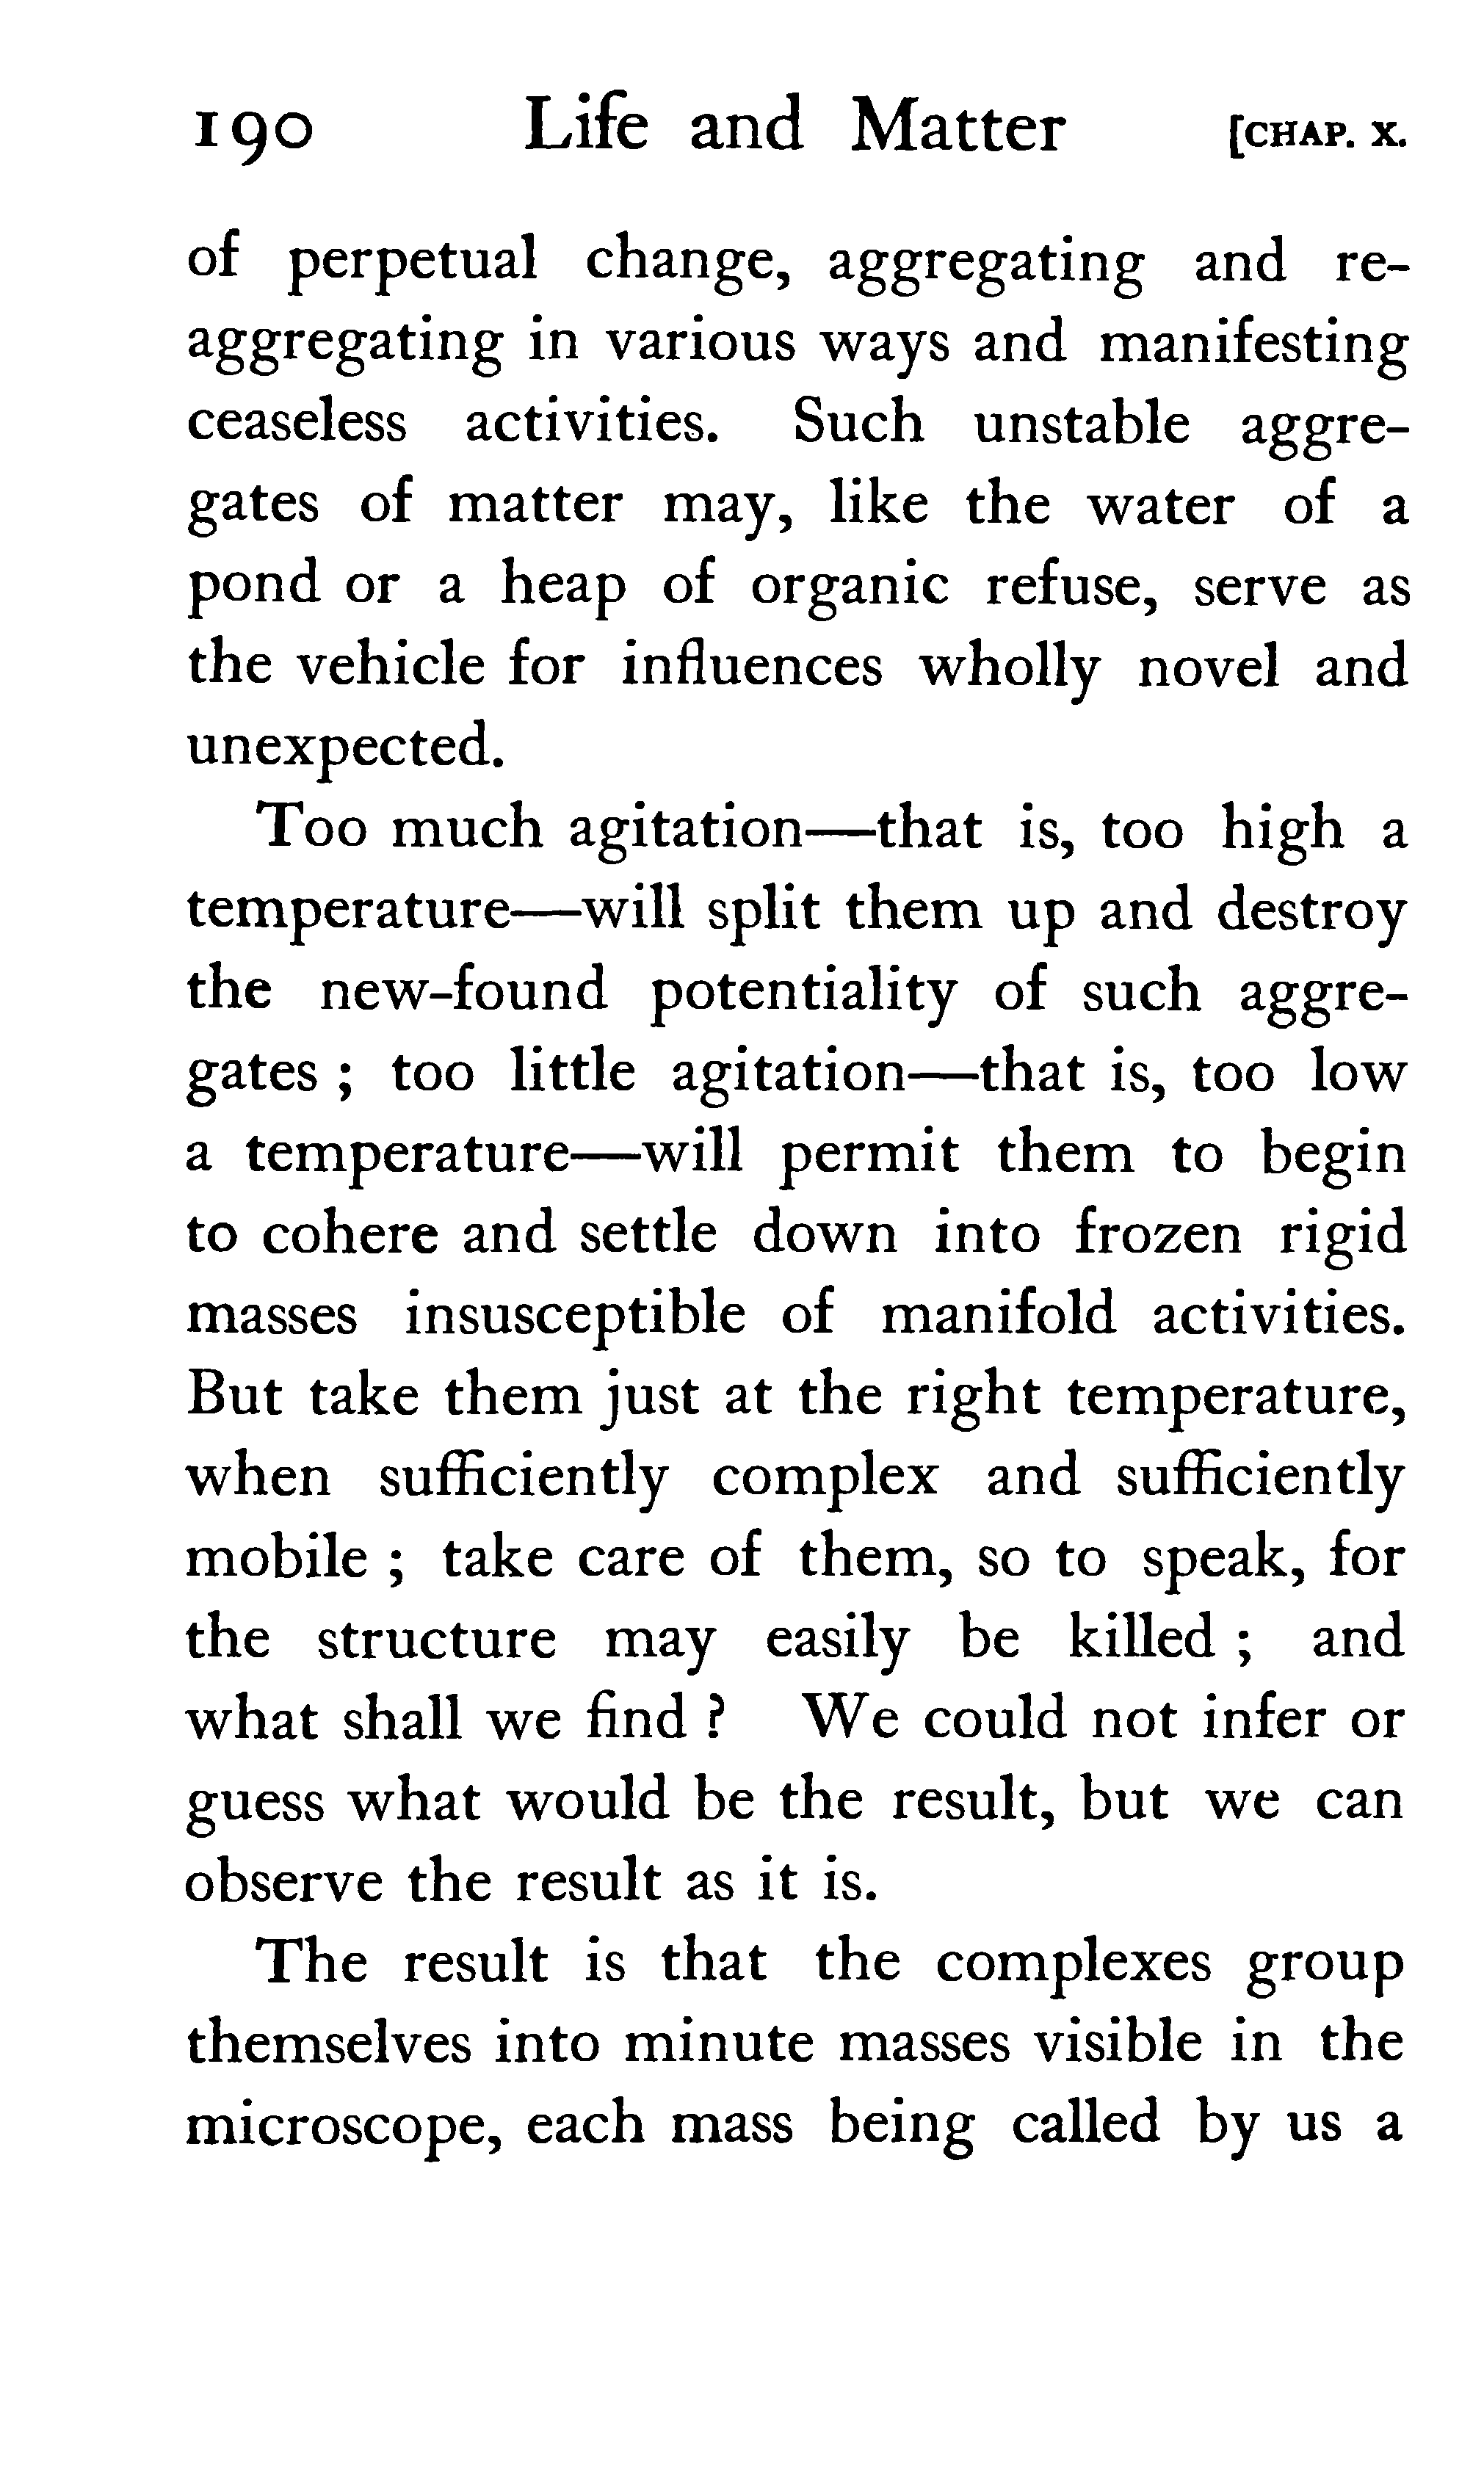 190 Life and Matter [CHAP. X.
of perpetual change, aggregating and re-
aggregating in various ways and manifesting
ceaseless activities. Such unstable aggre-
gates of matter may, like the water of a
pond or a heap of organic refuse, serve as
the vehicle for influences wholly novel and
unexpected.
Too much agitation—that is, too high a
temperature—will split them up and destroy
the new-found potentiality of such aggre-
gates ; too little agitation—that is, too low
a temperature—will permit them to begin
to cohere and settle down into frozen rigid
masses insusceptible of manifold activities.
But take them just at the right temperature,
when sufficiently complex and sufficiently
mobile ; take care of them, so to speak, for
the structure may easily be killed ; and
what shall we find ? We could not infer or
guess what would be the result, but we can
observe the result as it is.
The result is that the complexes group
themselves into minute masses visible in the
microscope, each mass being called by us a